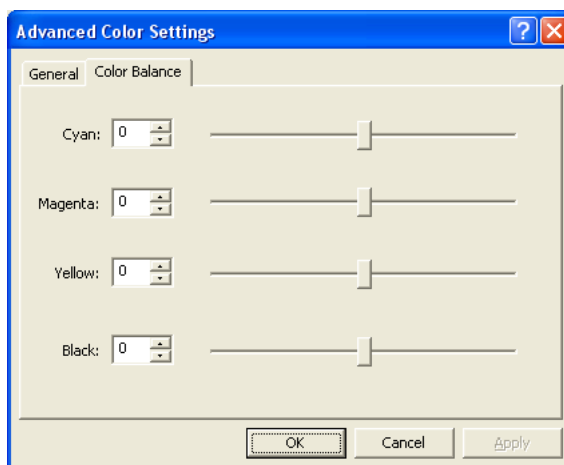 Advanced Color Settings
General Color Balance
Cyan: 0
Magenta: 0
Yellow: 0
Black: 0
OK Cancel Apply